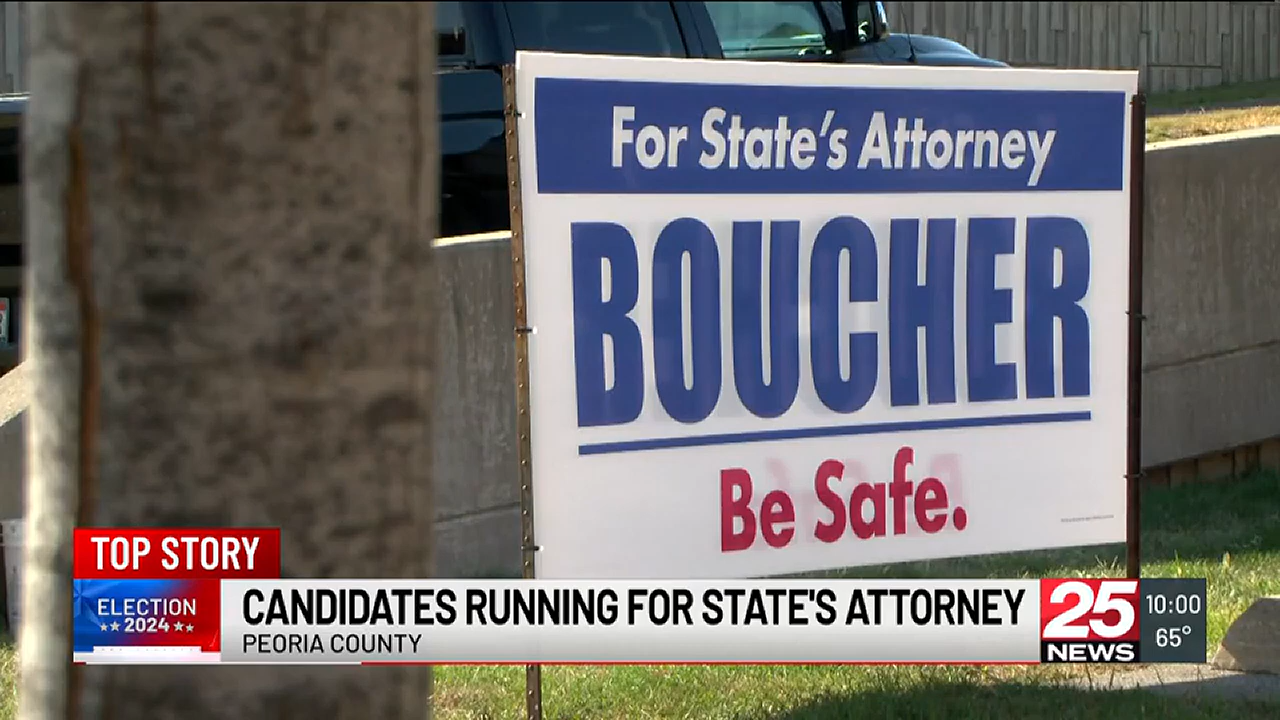 For State's Attorney
BOUCHER
Be Safe.
TOP STORY
ELECTION
2024
CANDIDATES RUNNING FOR STATE'S ATTORNEY
PEORIA COUNTY
25
NEWS
10:00
65°